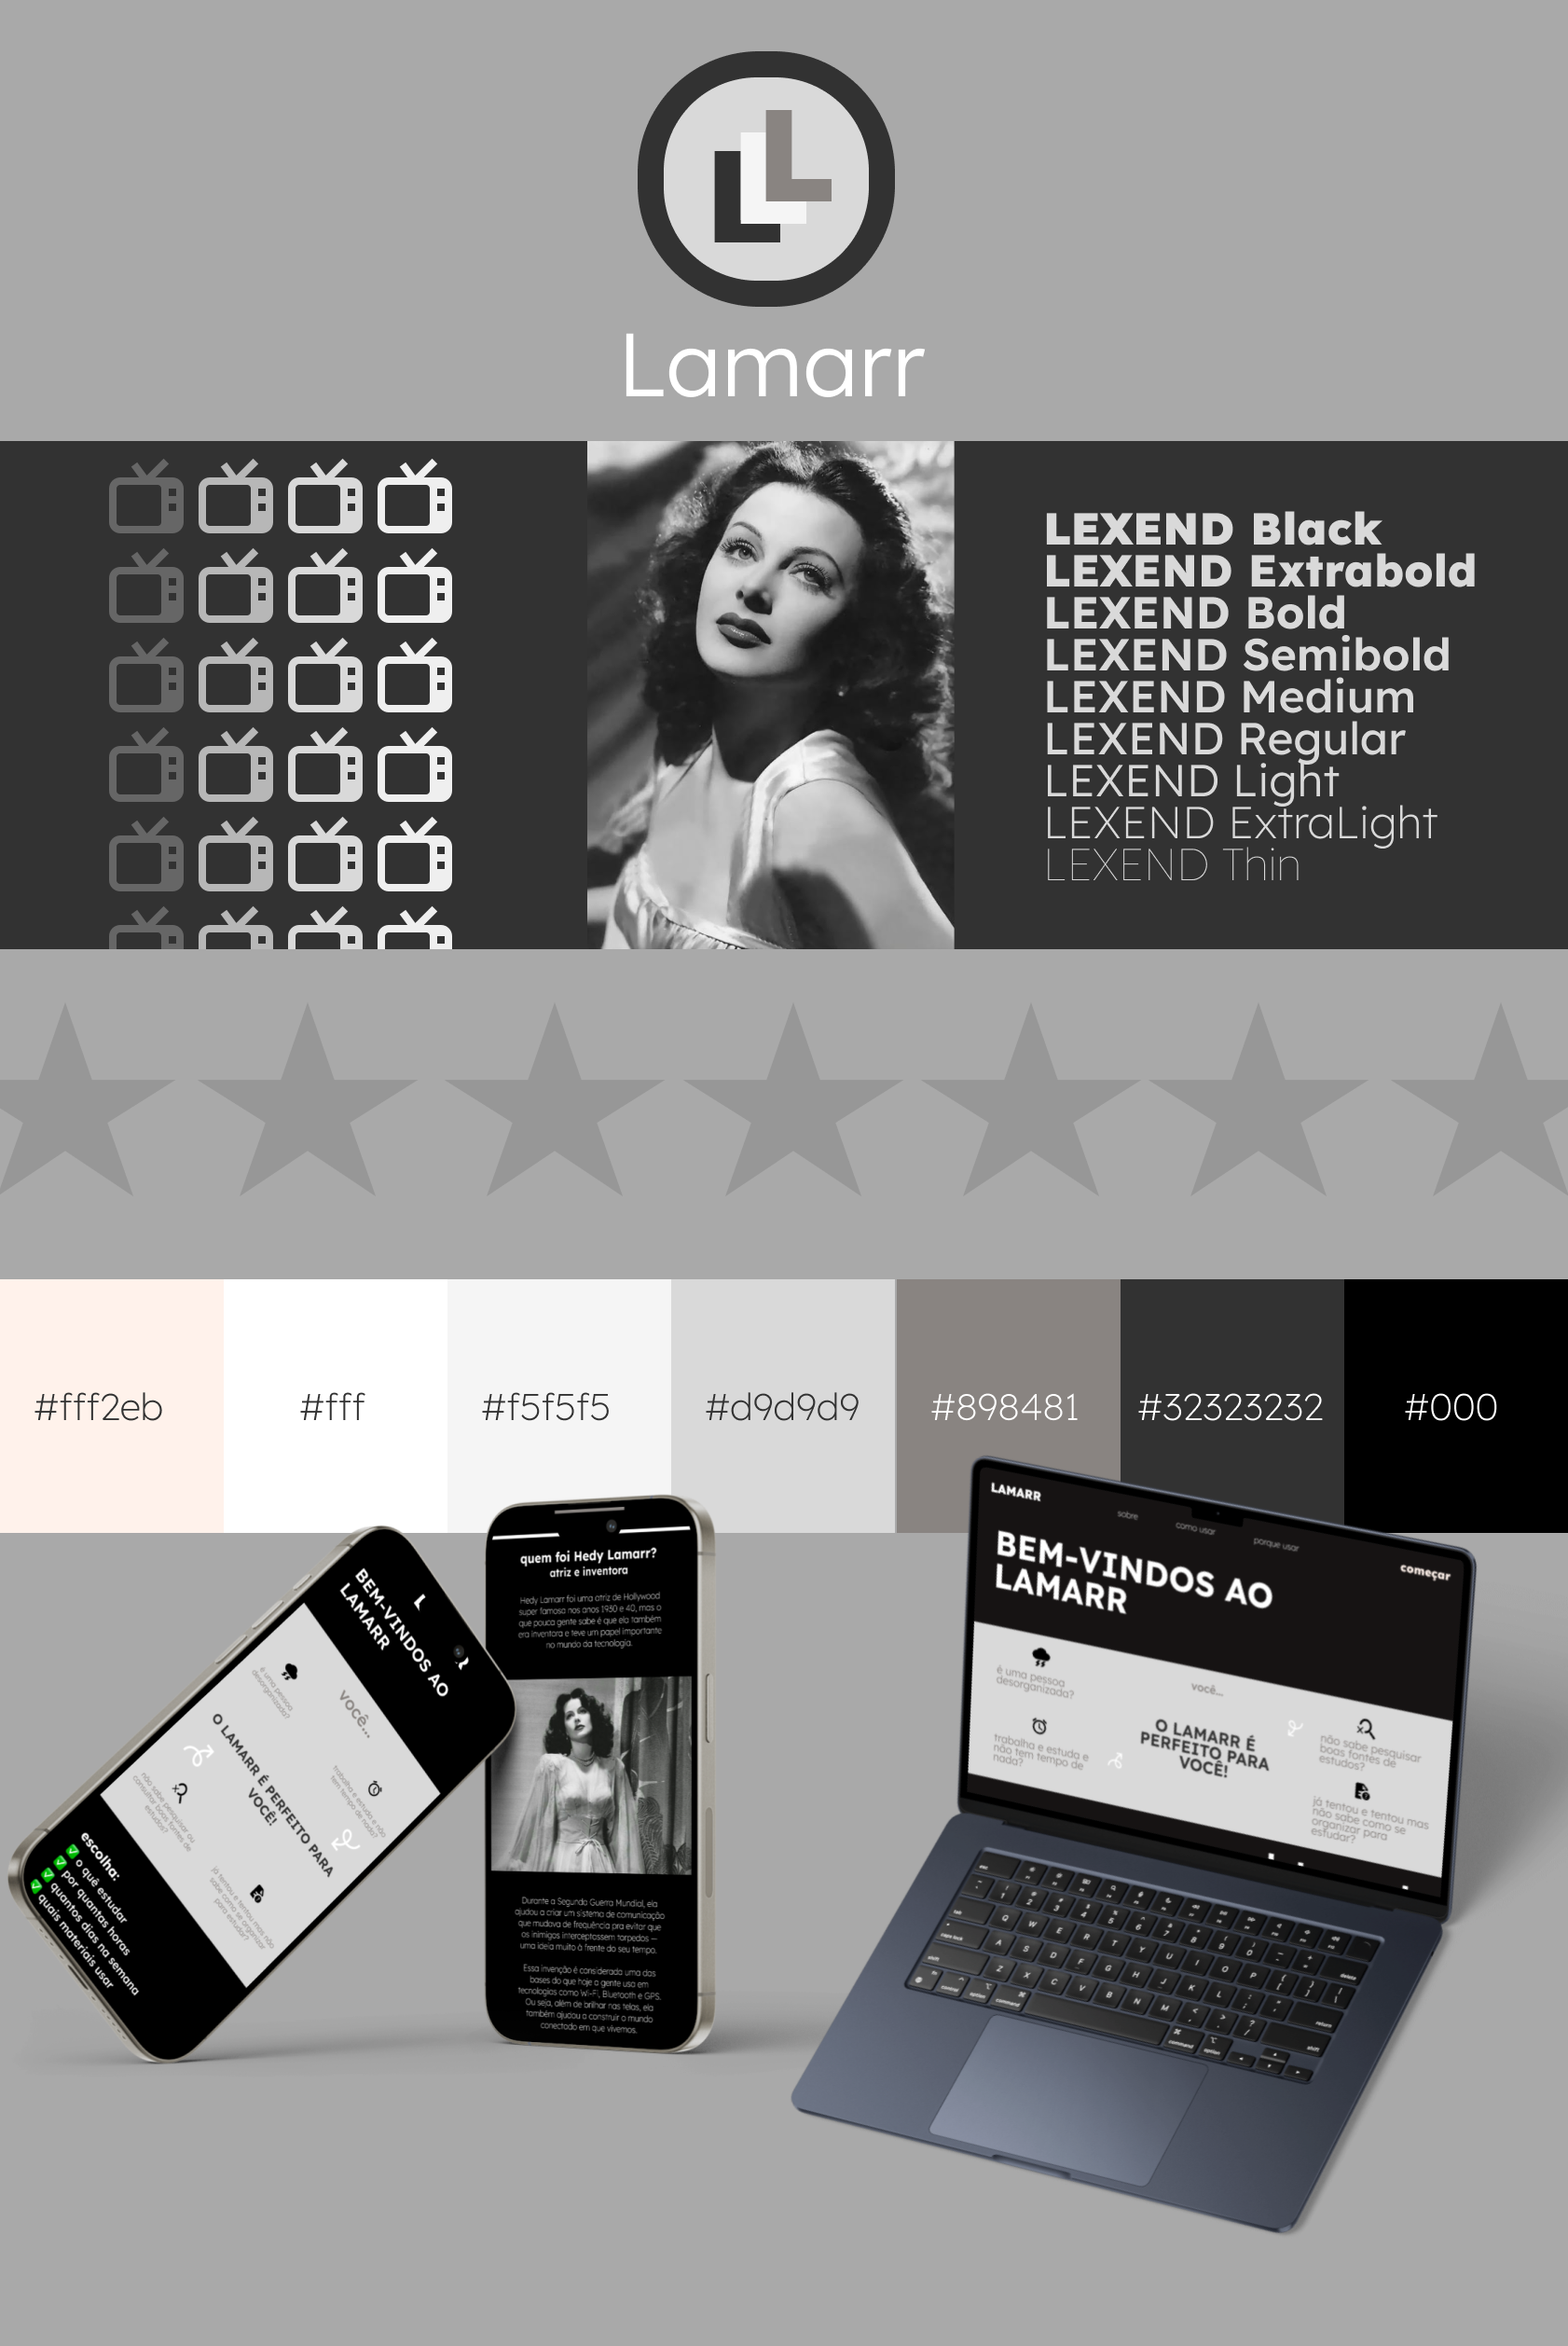 Lamarr
LEXEND Black
LEXEND Extrabold
LEXEND Bold
LEXEND Semibold
LEXEND Medium
LEXEND Regular
LEXEND Light
LEXEND ExtraLight
LEXEND Thin
#fff2eb
#fff
#f5f5f5
#d9d9d9
#898481
#32323232
#000
BEM-VINDOS AO
LAMARR
você...
é uma pessoa
desorganizada?
trabalha e estuda e não
tem tempo de nada?
O LAMARR É PERFEITO PARA
VOCÊ!
não sabe pesquisar ou
consultar boas fontes de
estudos?
já tentou e tentou mas não
sabe como se organizar
para estudar?
escolha:
o quê estudar
por quantas horas
quantos dias na semana
quais materiais usar
quem foi Hedy Lamarr?
atriz e inventora
Hedy Lamarr foi uma atriz de Hollywood
super famosa nos anos 1930 e 40, mas o
que pouca gente sabe é que ela também
era inventora e teve um papel importante
no mundo da tecnologia.
Durante a Segunda Guerra Mundial, ela
ajudou a criar um sistema de comunicação
que mudava de frequência pra evitar que
os inimigos interceptassem torpedos —
uma ideia muito à frente do seu tempo.
Essa invenção é considerada uma das
bases do que hoje a gente usa em
tecnologias como Wi-Fi, Bluetooth e GPS.
Ou seja, além de brilhar nas telas, ela
também ajudou a construir o mundo
conectado em que vivemos.
LAMARR
sobre
como usar
porque usar
começar
BEM-VINDOS AO
LAMARR
é uma pessoa
desorganizada?
você...
trabalha e estuda e
não tem tempo de
nada?
O LAMARR É
PERFEITO PARA
VOCÊ!
não sabe pesquisar
boas fontes de
estudos?
já tentou e tentou mas
não sabe como se
organizar para
estudar?
Q W E R T Y U I O P
A S D F G H J K L
Z X C V B N M